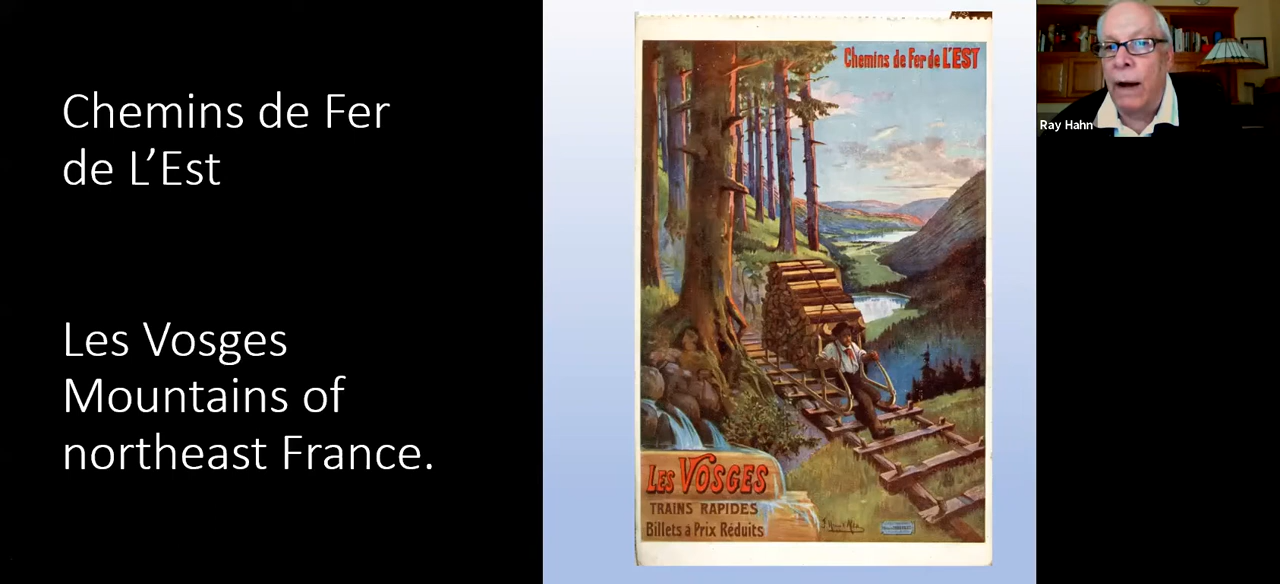 Chemins de Fer
de L’Est
Les Vosges
Mountains of
northeast France.
Chemins de Fer de L'EST
LES VOSGES
TRAINS RAPIDES
Billets à Prix Réduits
Ray Hahn